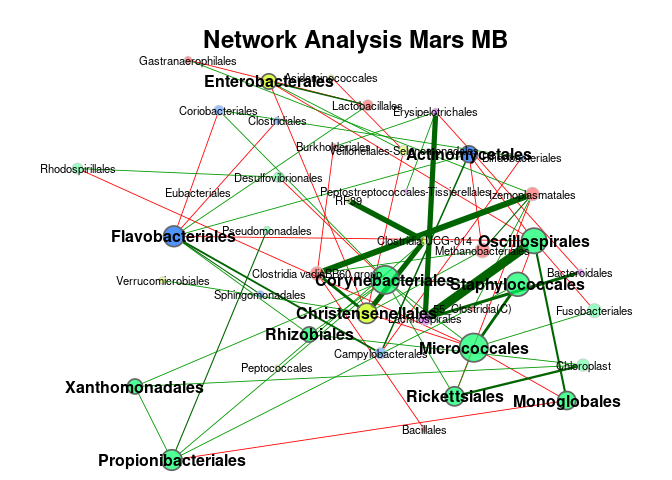 Network Analysis Mars MB
Gastranaerophilales
Enterobacterales
Acidaminococcales
Coriobacteriales
Lactobacillales
Erysipelotrichales
Clostridiales
Burkholderiales
Veillonellales-Selenomonadales
Actinomycetales
Bifidobacteriales
Rhodospirillales
Desulfovibrionales
Eubacteriales
Peptostreptococcales-Tissierellales
Izemoplasmatales
RF39
Flavobacteriales
Pseudomonadales
Clostridia UCG-014
Oscillospirales
Methanobacteriales
Clostridia vadinBB60 group
Corynebacteriales
Staphylococcales
Bacteroidales
Verrucomicrobiales
Sphingomonadales
Christensenellales
Lachnospirales
Clostridia(C)
Fusobacteriales
Rhizobiales
Micrococcales
Campylobacterales
Peptococcales
Chloroplast
Xanthomonadales
Rickettsiales
Monoglobales
Bacillales
Propionibacteriales